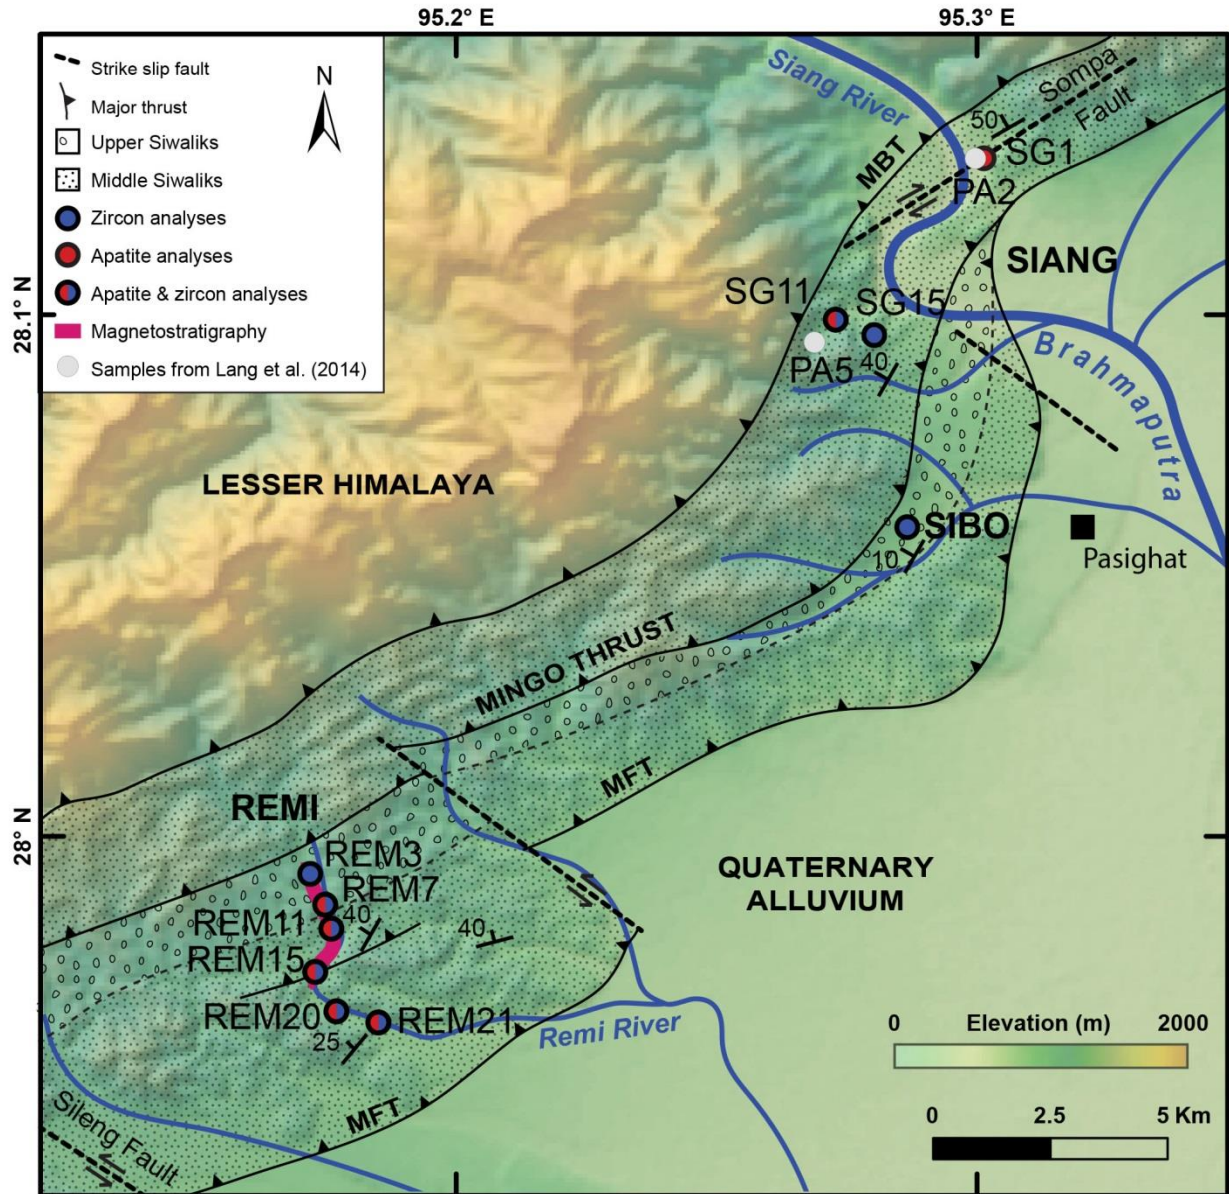 95.2° E
95.3° E
28.1° N
28° N
Strike slip fault
Major thrust
Upper Siwaliks
Middle Siwaliks
Zircon analyses
Apatite analyses
Apatite & zircon analyses
Magnetostratigraphy
Samples from Lang et al. (2014)
N
Siang River
Sompa
Fault
50
MBT
SG1
PA2
SIANG
SG11
SG15
PA5
40
Brahmaputra
LESSER HIMALAYA
SIBO
10
Pasighat
MINGO THRUST
MFT
REMI
REM3
REM7
REM11
40
40
REM15
REM20
REM21
25
QUATERNARY
ALLUVIUM
Remi River
MFT
Sileng Fault
0 Elevation (m) 2000
0 2.5 5 Km